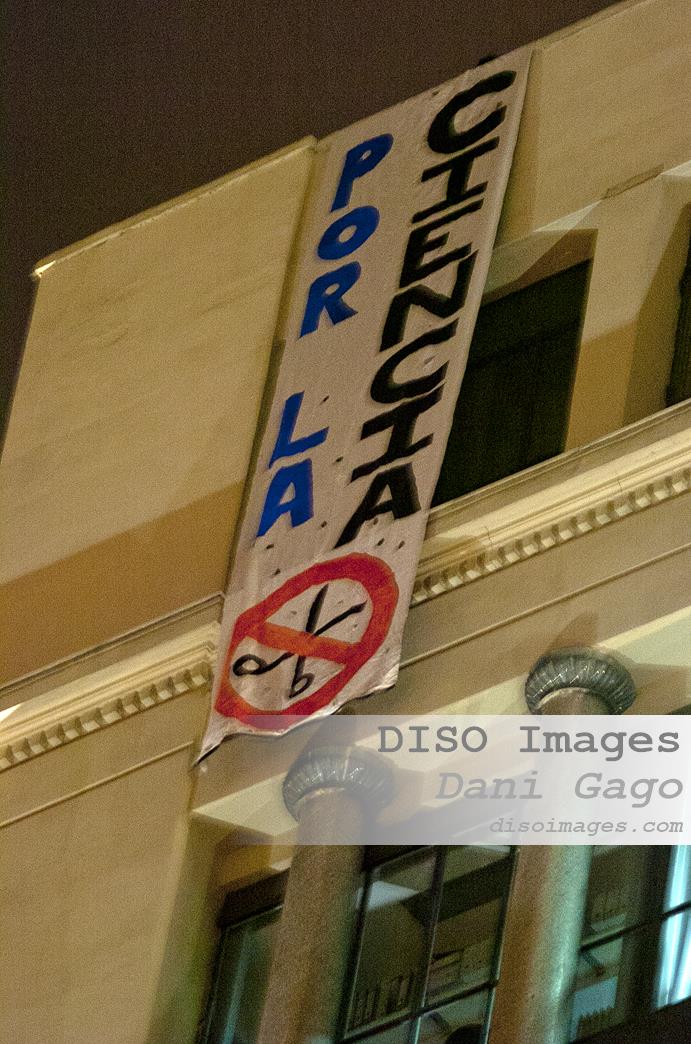 POR LA
CIENCIA
DISO Images
Dani Gago
disoimages.com